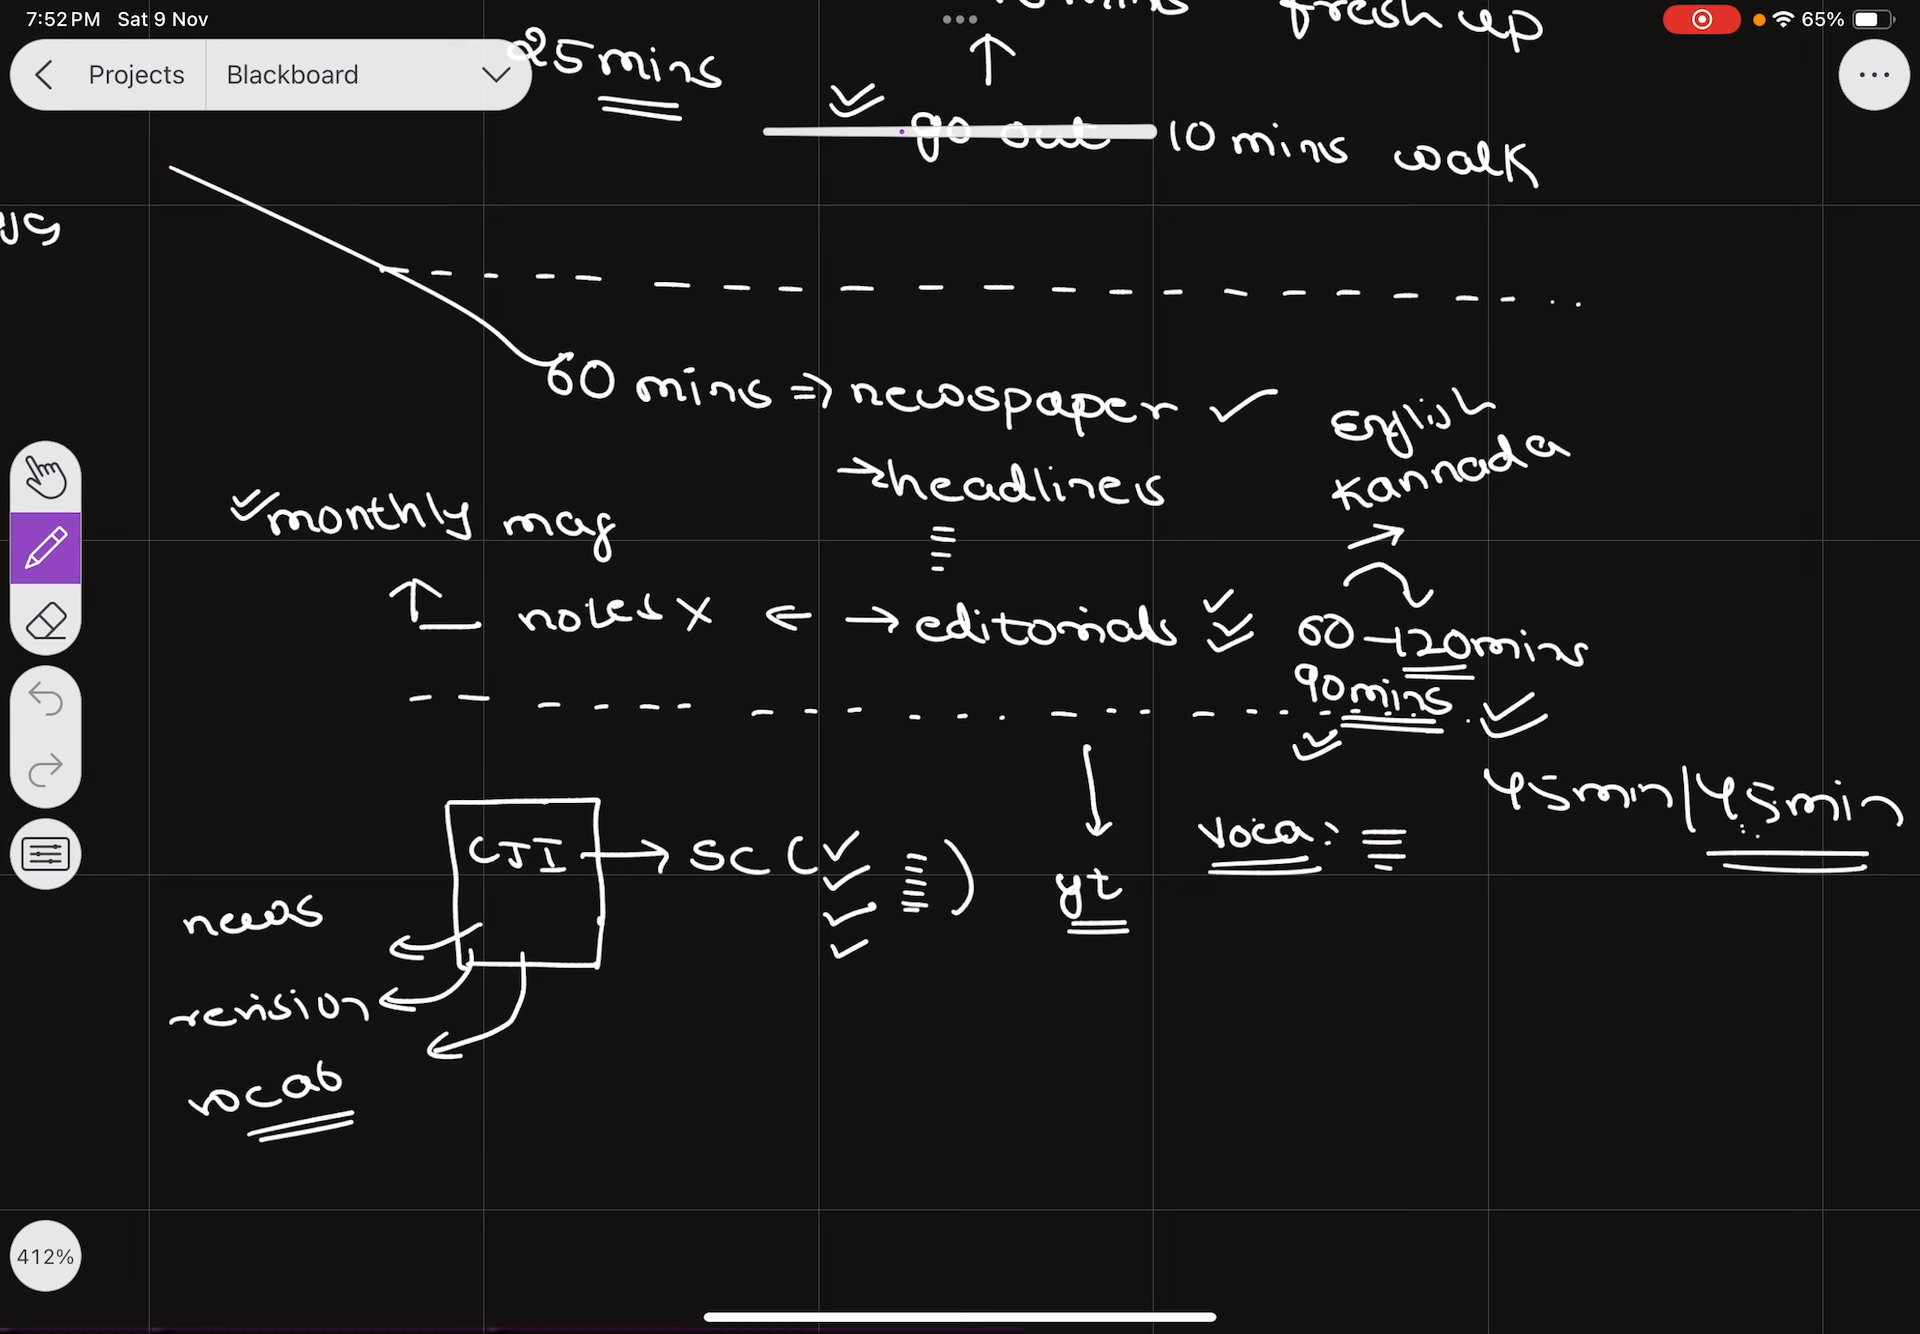 7:52 PM Sat 9 Nov
65%
Projects
Blackboard
25 mins
fresh up
go out 10 mins walk
60 mins ⇒ newspaper ✓
English
Kannada
→ headlines
monthly mag
notes X ← → editorials
60 - 120 mins
90 mins
45 min / 45 min
CJI → SC (
)
yt
Voca:
news
revision
vocab
412%